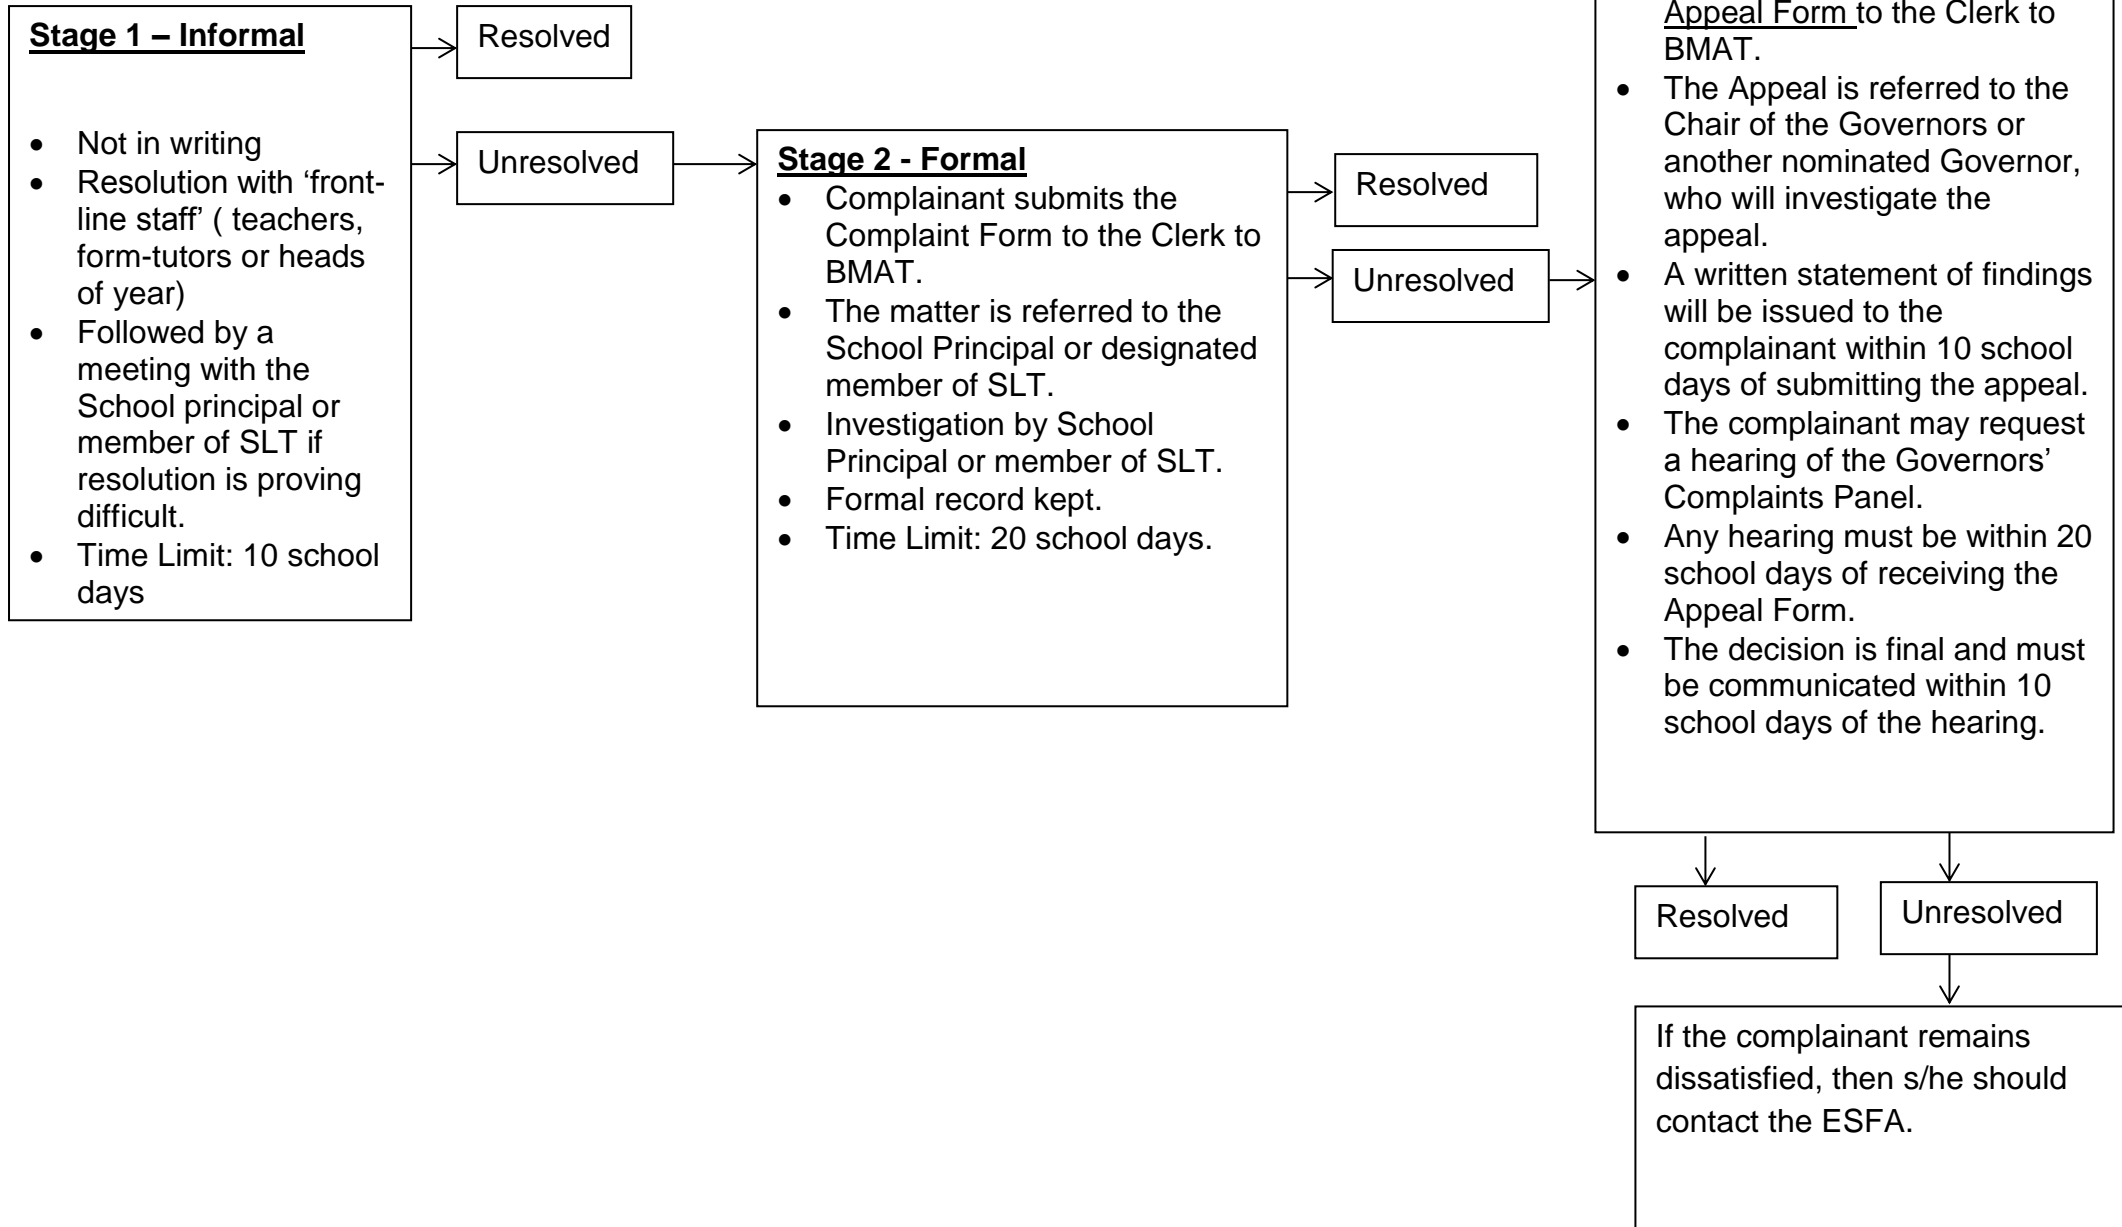 Stage 1 – Informal
• Not in writing
• Resolution with ‘front-
line staff’ ( teachers,
form-tutors or heads
of year)
• Followed by a
meeting with the
School principal or
member of SLT if
resolution is proving
difficult.
• Time Limit: 10 school
days
Resolved
Unresolved
Stage 2 - Formal
• Complainant submits the
Complaint Form to the Clerk to
BMAT.
• The matter is referred to the
School Principal or designated
member of SLT.
• Investigation by School
Principal or member of SLT.
• Formal record kept.
• Time Limit: 20 school days.
Resolved
Unresolved
Appeal Form to the Clerk to
BMAT.
• The Appeal is referred to the
Chair of the Governors or
another nominated Governor,
who will investigate the
appeal.
• A written statement of findings
will be issued to the
complainant within 10 school
days of submitting the appeal.
• The complainant may request
a hearing of the Governors’
Complaints Panel.
• Any hearing must be within 20
school days of receiving the
Appeal Form.
• The decision is final and must
be communicated within 10
school days of the hearing.
Resolved
Unresolved
If the complainant remains
dissatisfied, then s/he should
contact the ESFA.